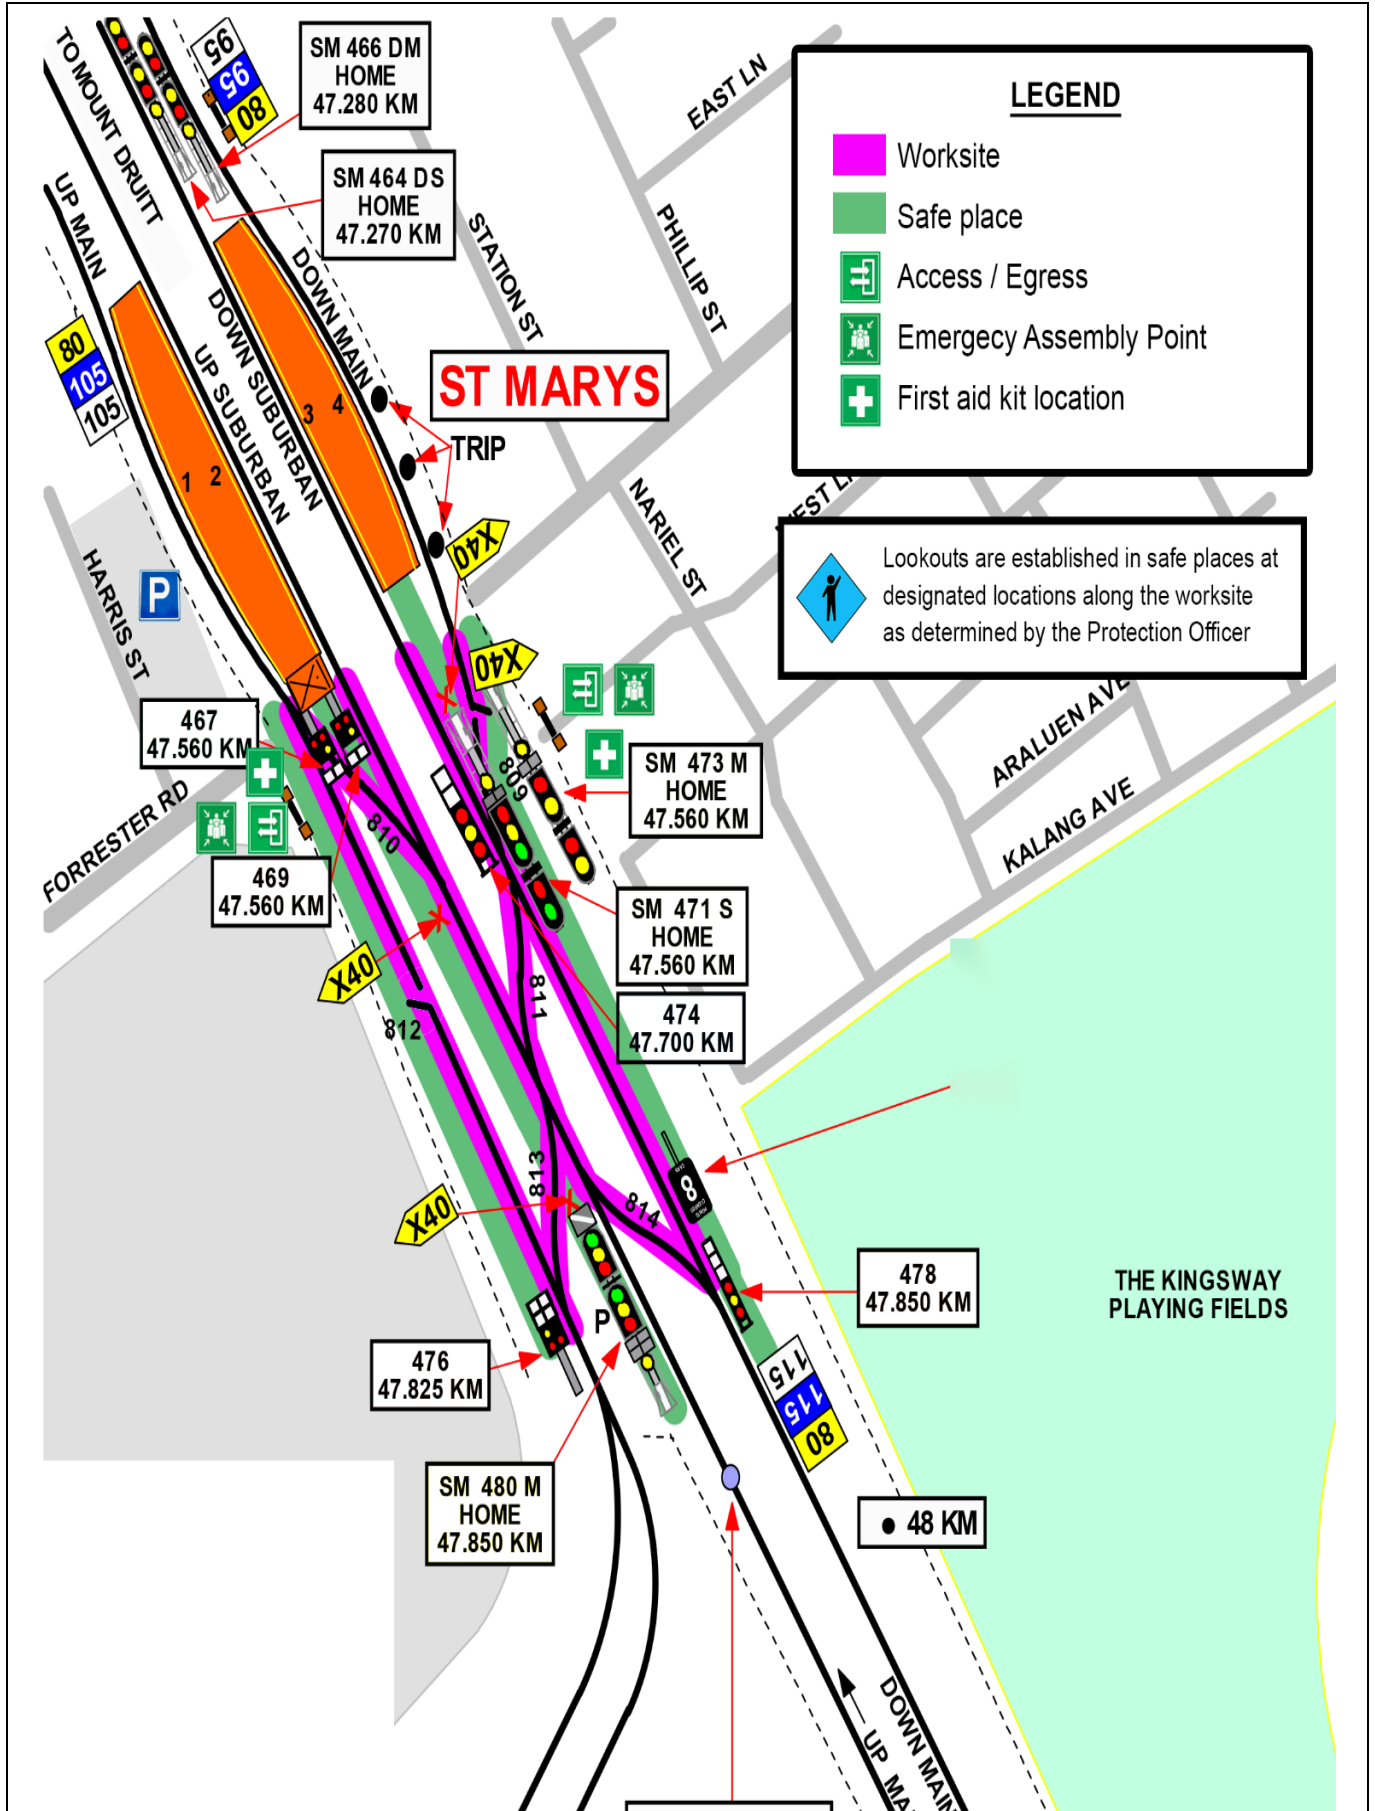 TO MOUNT DRUITT
UP MAIN
95
95
80
SM 466 DM
HOME
47.280 KM
SM 464 DS
HOME
47.270 KM
EAST LN
PHILLIP ST
STATION ST
LEGEND
Worksite
Safe place
Access / Egress
Emergecy Assembly Point
First aid kit location
DOWN MAIN
DOWN SUBURBAN
UP SUBURBAN
80
105
105
ST MARYS
3 4
1 2
TRIP
X40
X40
NARIEL ST
WEST LN
Lookouts are established in safe places at
designated locations along the worksite
as determined by the Protection Officer
HARRIS ST
P
467
47.560 KM
FORRESTER RD
469
47.560 KM
810
809
SM 473 M
HOME
47.560 KM
ARALUEN AVE
KALANG AVE
SM 471 S
HOME
47.560 KM
474
47.700 KM
X40
811
812
813
814
X40
8
478
47.850 KM
THE KINGSWAY
PLAYING FIELDS
P
476
47.825 KM
115
115
80
SM 480 M
HOME
47.850 KM
48 KM
DOWN MAIN
UP MA